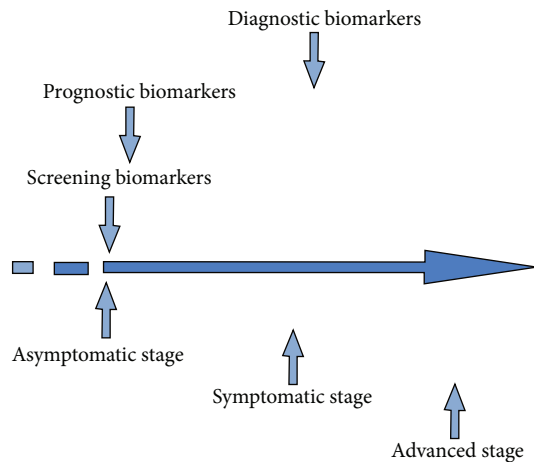 Diagnostic biomarkers
Prognostic biomarkers
Screening biomarkers
Asymptomatic stage
Symptomatic stage
Advanced stage